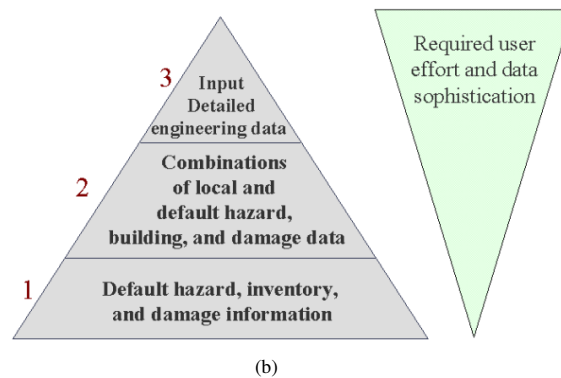 3
Input
Detailed
engineering data
2
Combinations
of local and
default hazard,
building, and damage data
1
Default hazard, inventory,
and damage information
Required user
effort and data
sophistication
(b)